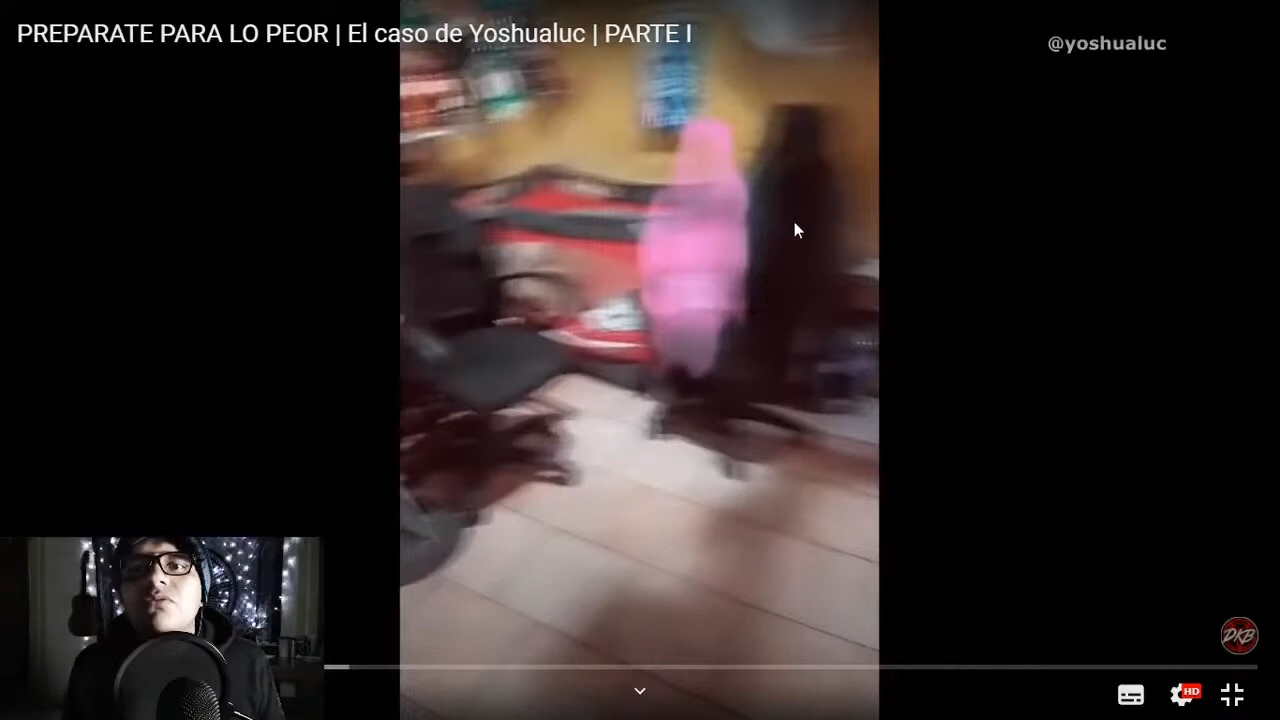 PREPARATE PARA LO PEOR | El caso de Yoshualuc | PARTE I
@yoshualuc
DKB
HD